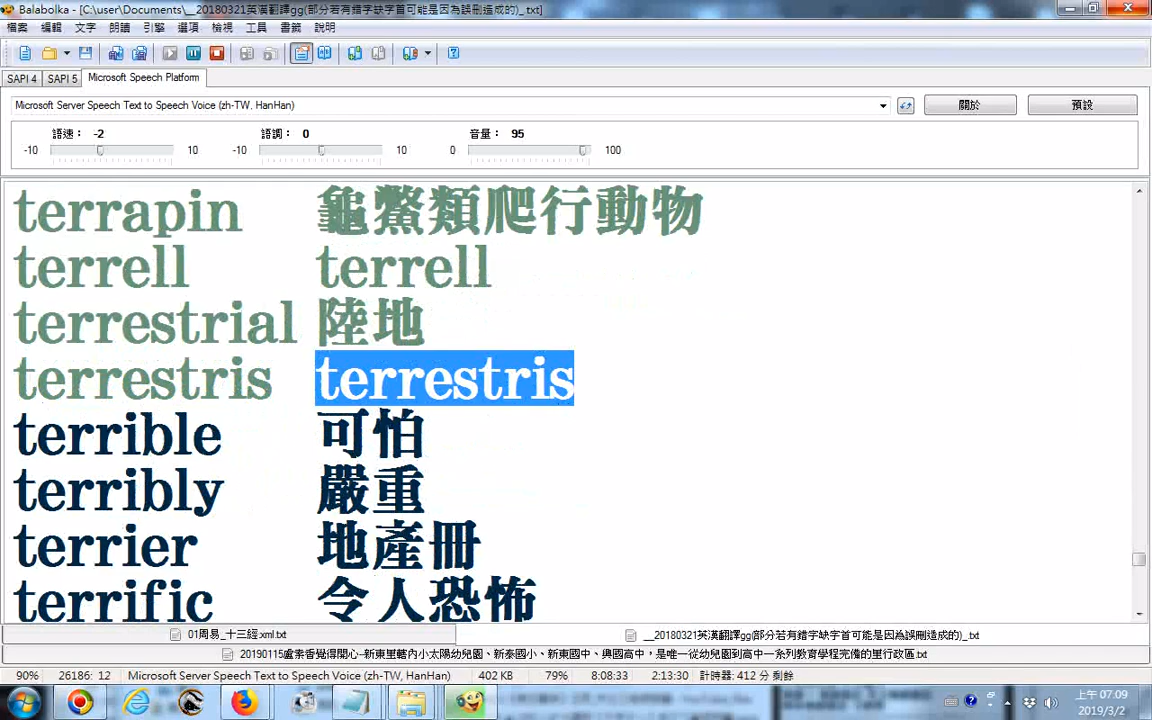 Balabolka - [C:\user\Documents\__20180321英漢翻譯gg(部分若有錯字缺字首可能是因為誤刪造成的)_.txt]
檔案 編輯 文字 朗讀 引擎 選項 檢視 工具 書籤 說明
SAPI 4 SAPI 5 Microsoft Speech Platform
Microsoft Server Speech Text to Speech Voice (zh-TW, HanHan) 關於 預設
語速： -2 語調： 0 音量： 95
-10 10 -10 10 0 100
terrapin 龜鱉類爬行動物
terrell terrell
terrestrial 陸地
terrestris terrestris
terrible 可怕
terribly 嚴重
terrier 地產冊
terrific 令人恐怖
01周易_十三經.xml.txt __20180321英漢翻譯gg(部分若有錯字缺字首可能是因為誤刪造成的)_.txt
20190115盧素香覺得開心-新東里轄內小太陽幼兒園、新泰國小、新東國中、興國高中，是唯一從幼兒園到高中一系列教育學程完備的里行政區.txt
90% 26186: 12 Microsoft Server Speech Text to Speech Voice (zh-TW, HanHan) 402 KB 79% 8:08:33 2:13:30 計時器: 412 分 剩餘
上午 07:09
2019/3/2